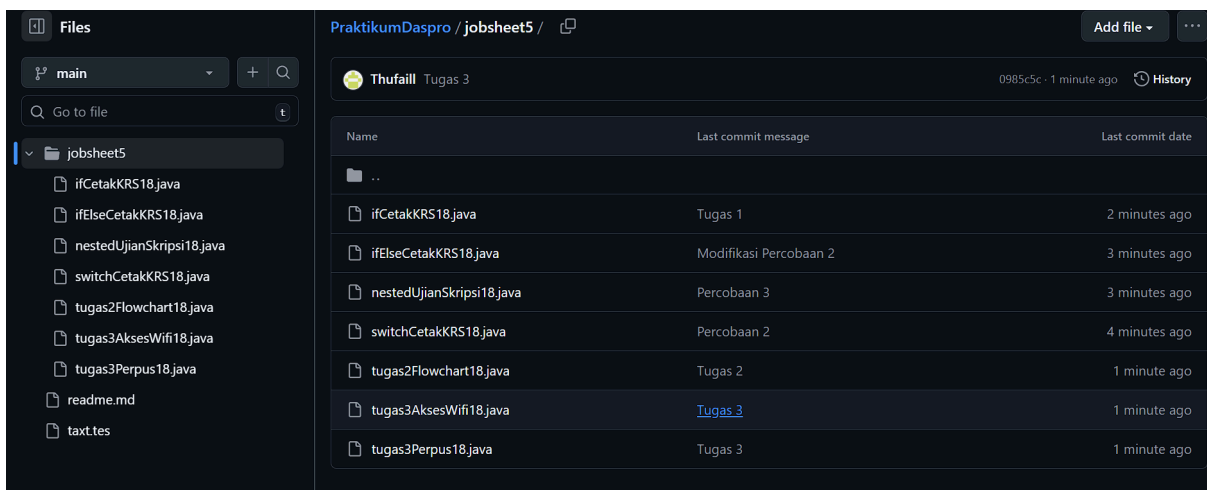 Files
main
Go to file
t
jobsheet5
ifCetakKRS18.java
ifElseCetakKRS18.java
nestedUjianSkripsi18.java
switchCetakKRS18.java
tugas2Flowchart18.java
tugas3AksesWifi18.java
tugas3Perpus18.java
readme.md
taxt.tes
PraktikumDaspro / jobsheet5 /
Add file
Thufaill Tugas 3 0985c5c · 1 minute ago History
Name Last commit message Last commit date
..
ifCetakKRS18.java Tugas 1 2 minutes ago
ifElseCetakKRS18.java Modifikasi Percobaan 2 3 minutes ago
nestedUjianSkripsi18.java Percobaan 3 3 minutes ago
switchCetakKRS18.java Percobaan 2 4 minutes ago
tugas2Flowchart18.java Tugas 2 1 minute ago
tugas3AksesWifi18.java Tugas 3 1 minute ago
tugas3Perpus18.java Tugas 3 1 minute ago